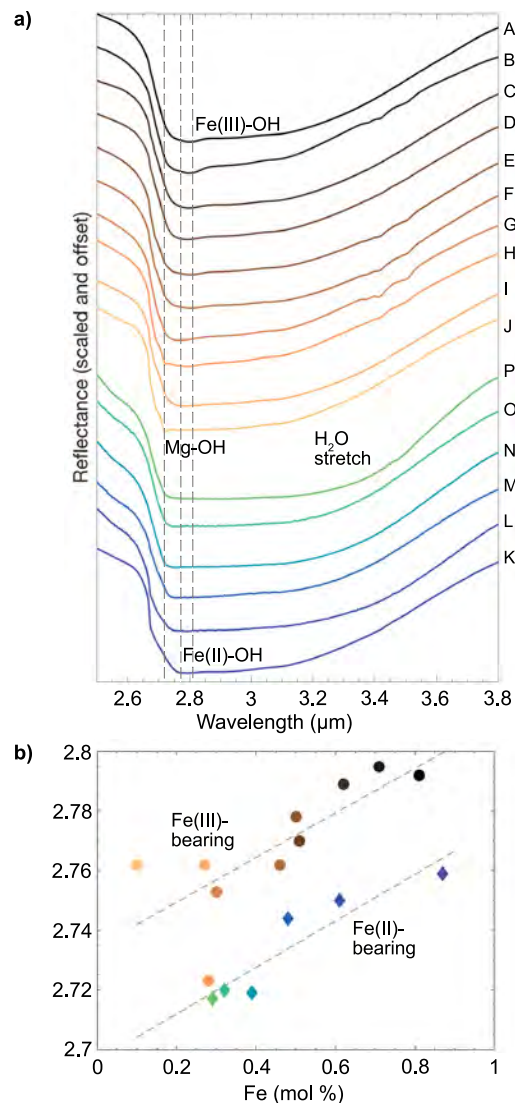 a)
A
B
C
Fe(III)-OH
D
E
F
G
H
I
J
Mg-OH
H2O
stretch
P
O
N
M
L
Fe(II)-OH
K
Reflectance (scaled and offset)
2.6 2.8 3 3.2 3.4 3.6 3.8
Wavelength (µm)
b)
2.8
2.78
2.76
2.74
2.72
2.7
Fe(III)-
bearing
Fe(II)-
bearing
0 0.2 0.4 0.6 0.8 1
Fe (mol %)